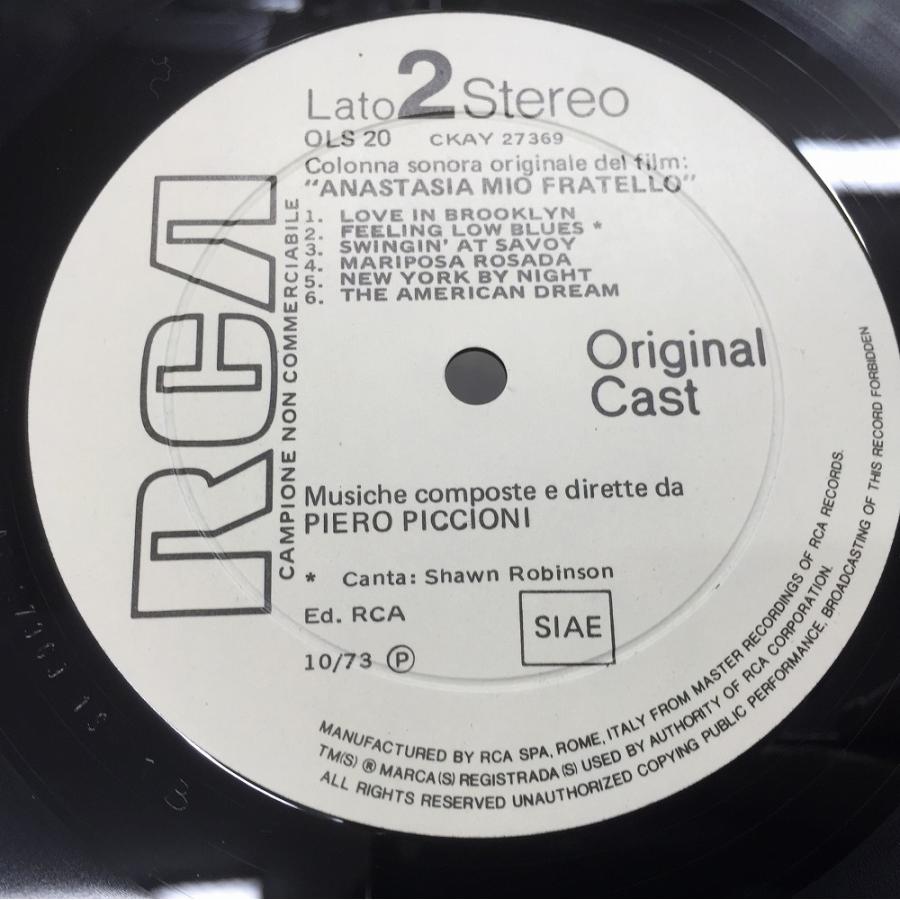 Lato 2 Stereo
OLS 20 CKAY 27369
Colonna sonora originale del film:
"ANASTASIA MIO FRATELLO"
1. LOVE IN BROOKLYN
2. FEELING LOW BLUES *
3. SWINGIN' AT SAVOY
4. MARIPOSA ROSADA
5. NEW YORK BY NIGHT
6. THE AMERICAN DREAM
RCA
CAMPIONE NON COMMERCIABILE
Original
Cast
Musiche composte e dirette da
PIERO PICCIONI
* Canta: Shawn Robinson
Ed. RCA
SIAE
10/73 Ⓟ
MANUFACTURED BY RCA SPA, ROME, ITALY FROM MASTER RECORDINGS OF RCA RECORDS.
TM(S) ® MARCA(S) REGISTRADA(S) USED BY AUTHORITY OF RCA CORPORATION.
ALL RIGHTS RESERVED UNAUTHORIZED COPYING PUBLIC PERFORMANCE, BROADCASTING OF THIS RECORD FORBIDDEN